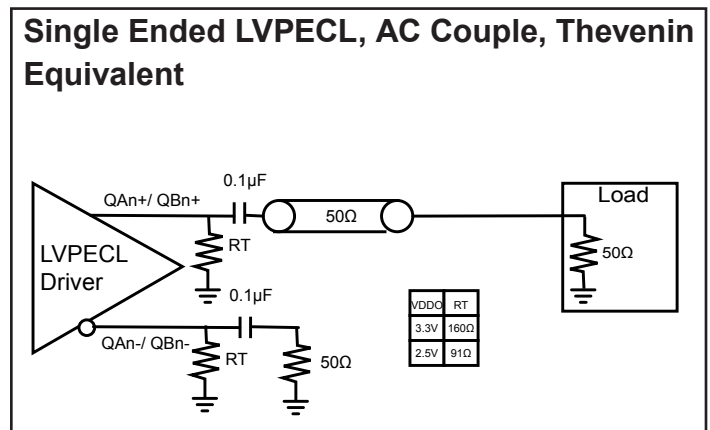 Single Ended LVPECL, AC Couple, Thevenin
Equivalent
0.1µF
QAn+/ QBn+
50Ω
Load
RT
50Ω
LVPECL
Driver
0.1µF
QAn-/ QBn-
RT
50Ω
VDDO RT
3.3V 160Ω
2.5V 91Ω